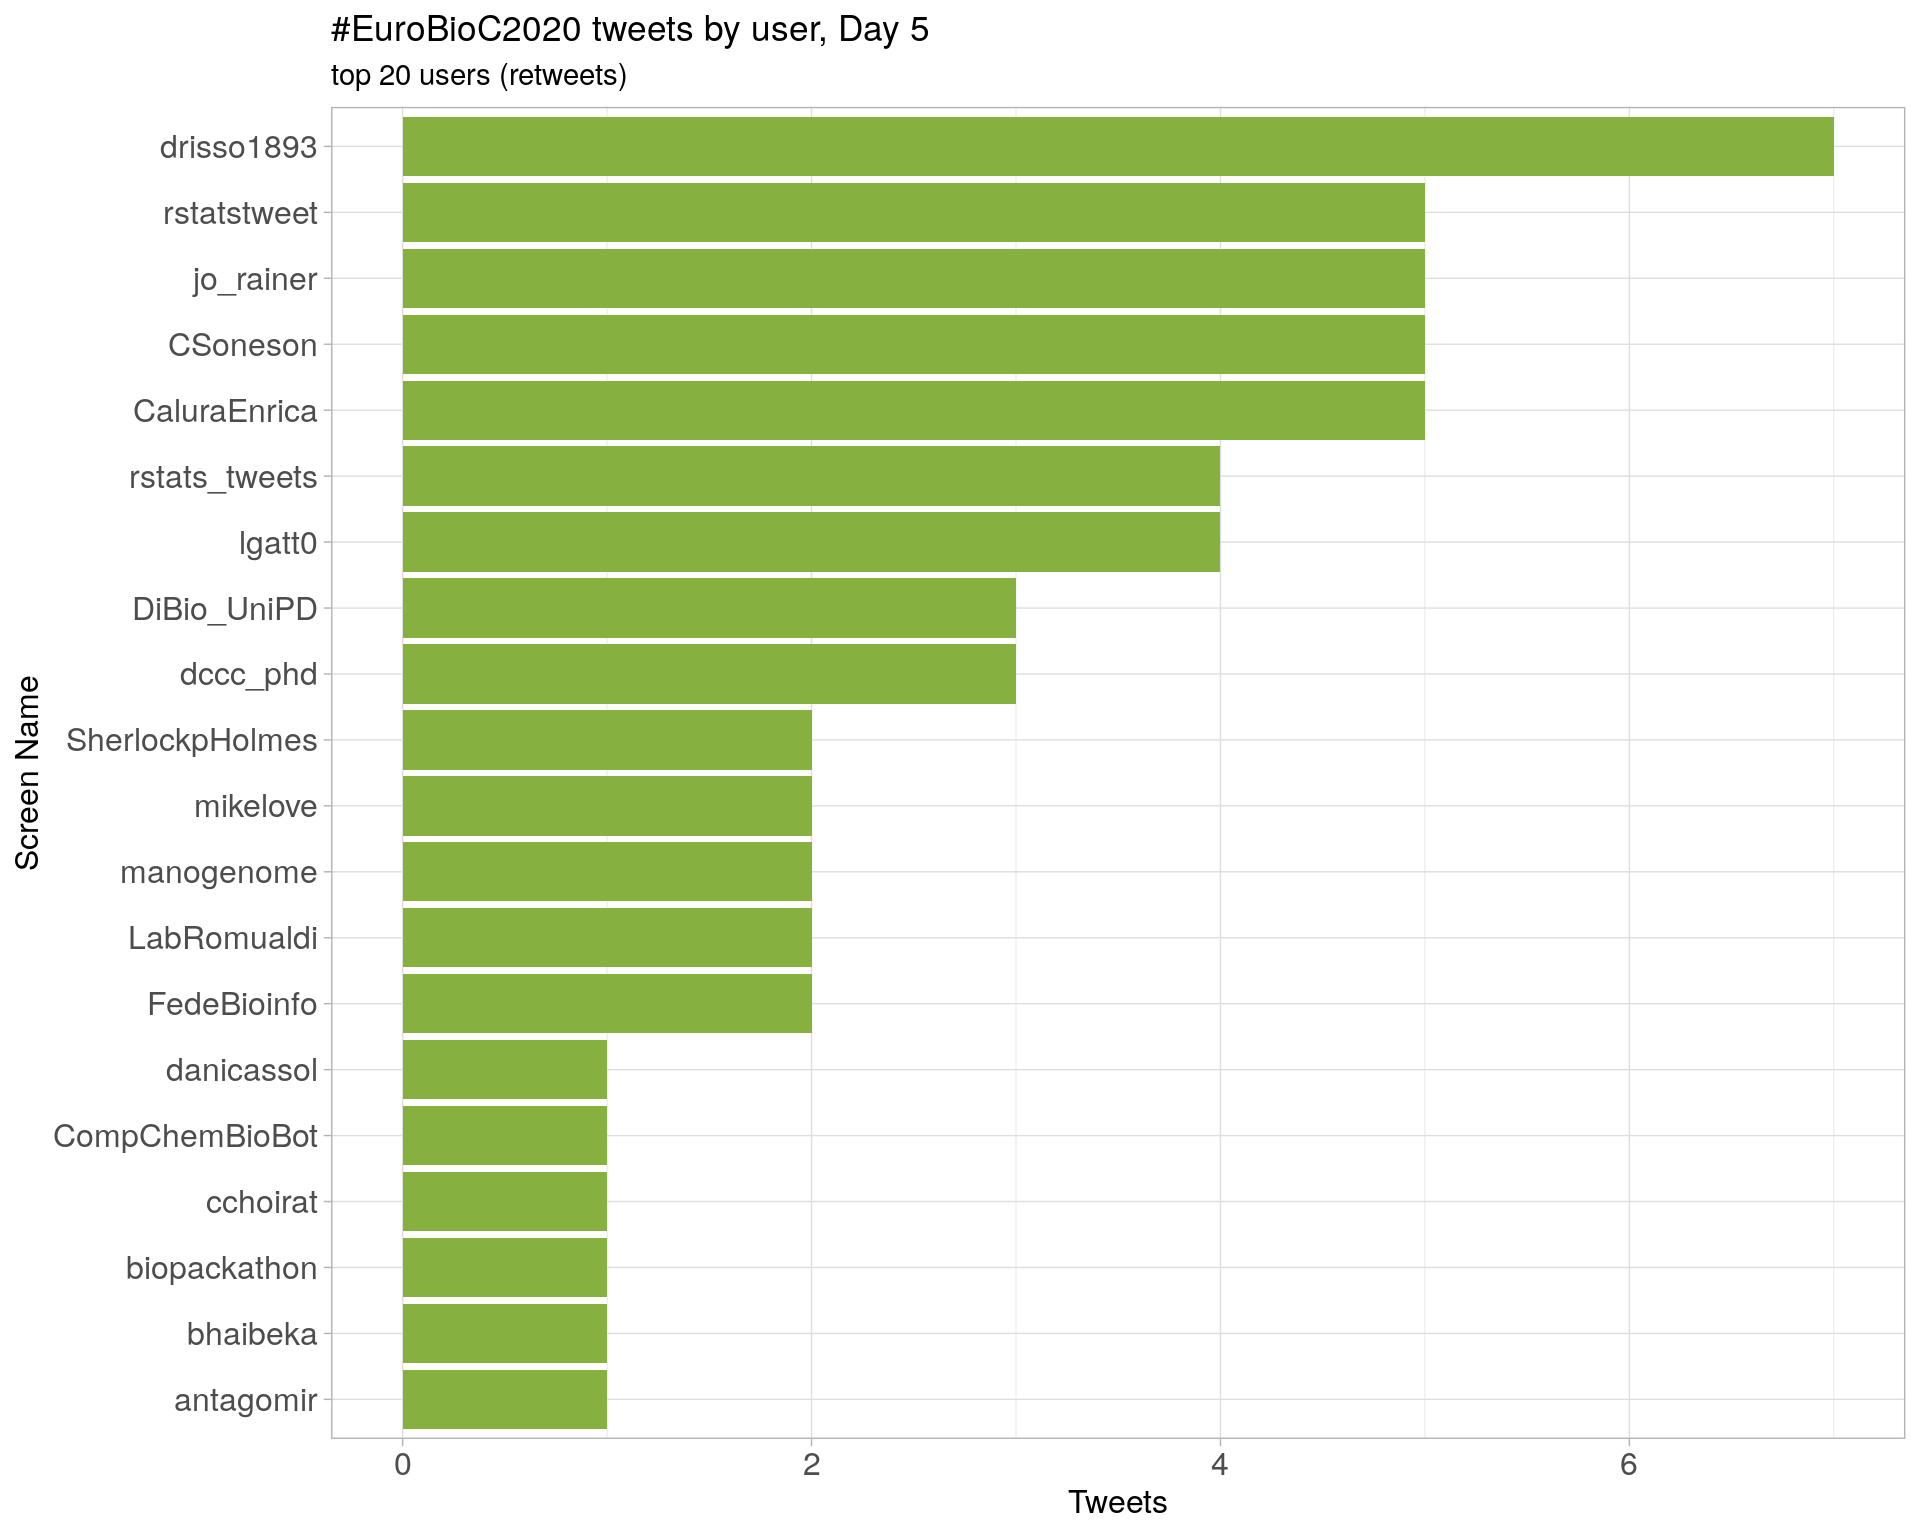 #EuroBioC2020 tweets by user, Day 5
top 20 users (retweets)
drisso1893
rstatstweet
jo_rainer
CSoneson
CaluraEnrica
rstats_tweets
lgatt0
DiBio_UniPD
dccc_phd
SherlockpHolmes
mikelove
manogenome
LabRomualdi
FedeBioinfo
danicassol
CompChemBioBot
cchoirat
biopackathon
bhaibeka
antagomir
Screen Name
0 2 4 6
Tweets